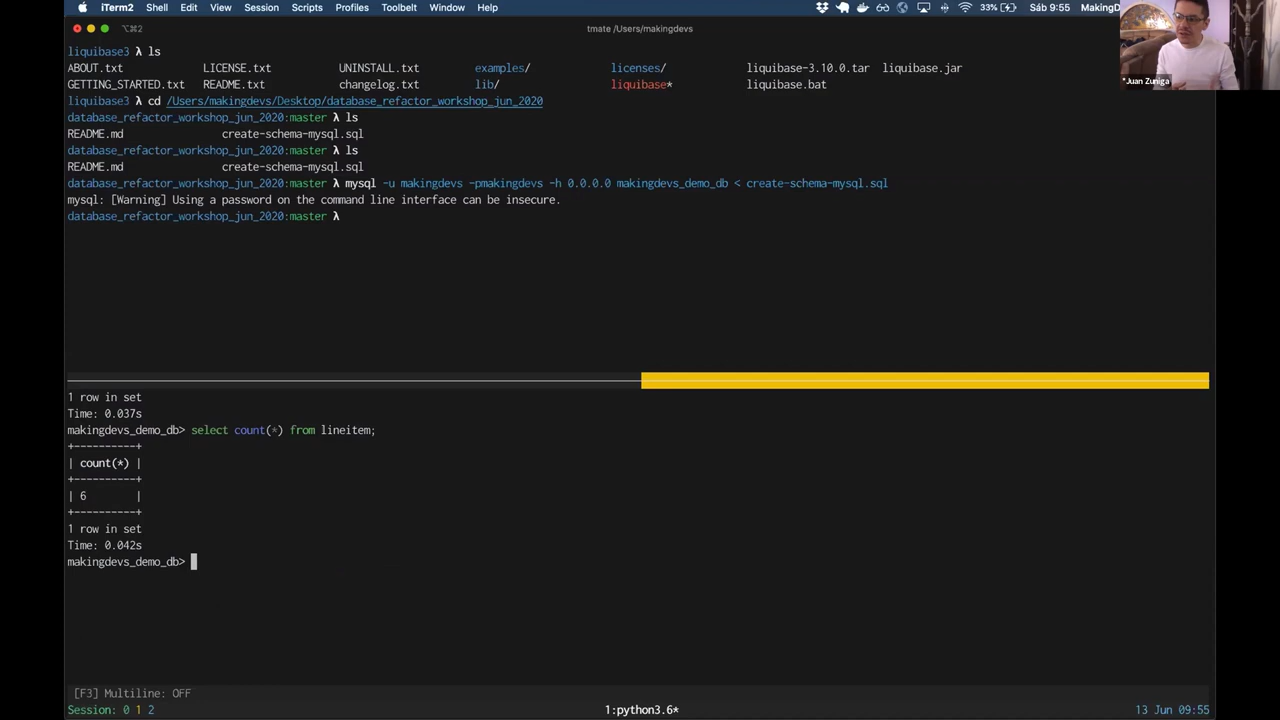 iTerm2 Shell Edit View Session Scripts Profiles Toolbelt Window Help 33% Sáb 9:55 MakingD
⌥⌘2 tmate /Users/makingdevs
*Juan Zuniga
liquibase3 λ ls
ABOUT.txt LICENSE.txt UNINSTALL.txt examples/ licenses/ liquibase-3.10.0.tar liquibase.jar
GETTING_STARTED.txt README.txt changelog.txt lib/ liquibase* liquibase.bat
liquibase3 λ cd /Users/makingdevs/Desktop/database_refactor_workshop_jun_2020
database_refactor_workshop_jun_2020:master λ ls
README.md create-schema-mysql.sql
database_refactor_workshop_jun_2020:master λ ls
README.md create-schema-mysql.sql
database_refactor_workshop_jun_2020:master λ mysql -u makingdevs -pmakingdevs -h 0.0.0.0 makingdevs_demo_db < create-schema-mysql.sql
mysql: [Warning] Using a password on the command line interface can be insecure.
database_refactor_workshop_jun_2020:master λ
1 row in set
Time: 0.037s
makingdevs_demo_db> select count(*) from lineitem;
+----------+
| count(*) |
+----------+
| 6        |
+----------+
1 row in set
Time: 0.042s
makingdevs_demo_db>
[F3] Multiline: OFF
Session: 0 1 2 1:python3.6* 13 Jun 09:55